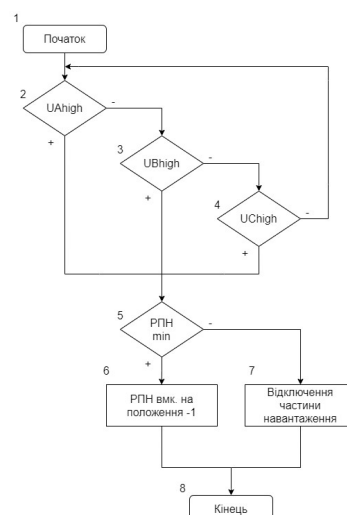 1
Початок
2
UAhigh
-
+
3
UBhigh
-
+
4
UChigh
-
+
5
РПН
min
-
+
6
РПН вмк. на
положення -1
7
Відключення
частини
навантаження
8
Кінець